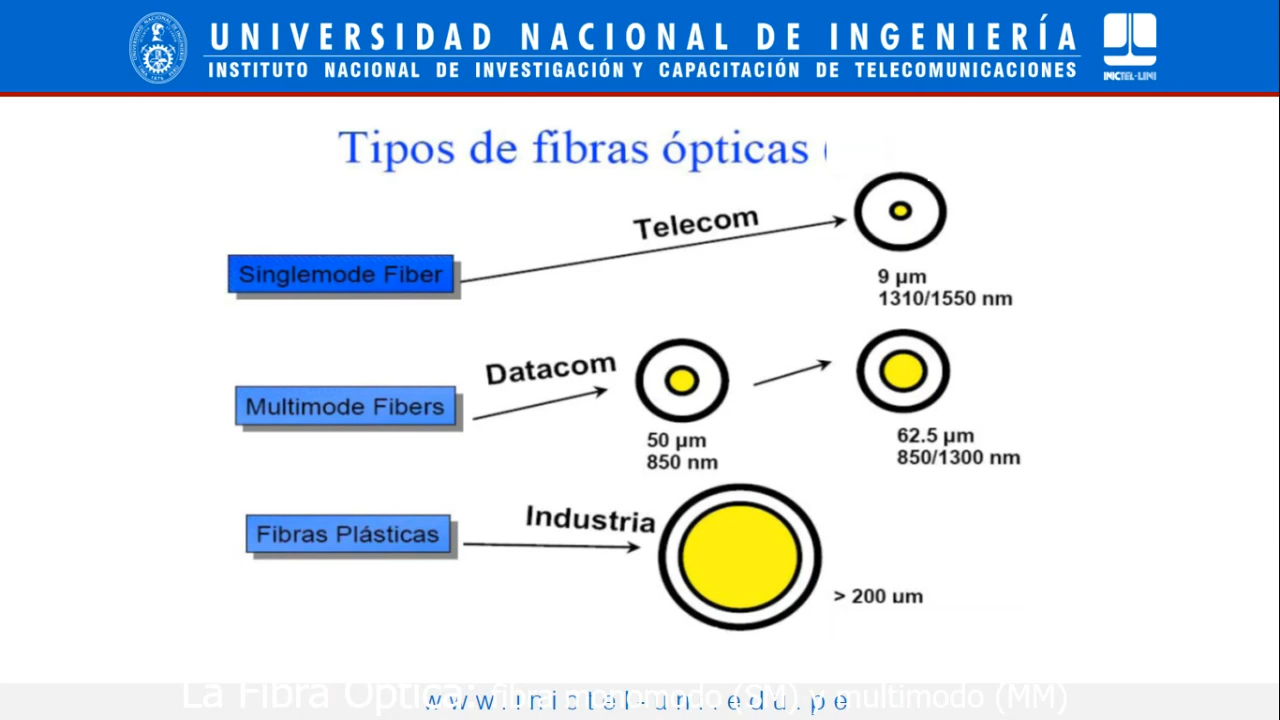 UNIVERSIDAD NACIONAL DE INGENIERÍA
INSTITUTO NACIONAL DE INVESTIGACIÓN Y CAPACITACIÓN DE TELECOMUNICACIONES
INICTEL-UNI
Tipos de fibras ópticas (
Telecom
Singlemode Fiber
9 µm
1310/1550 nm
Datacom
Multimode Fibers
50 µm
850 nm
62.5 µm
850/1300 nm
Industria
Fibras Plásticas
> 200 um
La Fibra Óptica: fibra monomodo (SM) y multimodo (MM)
www.inictel-uni.edu.pe